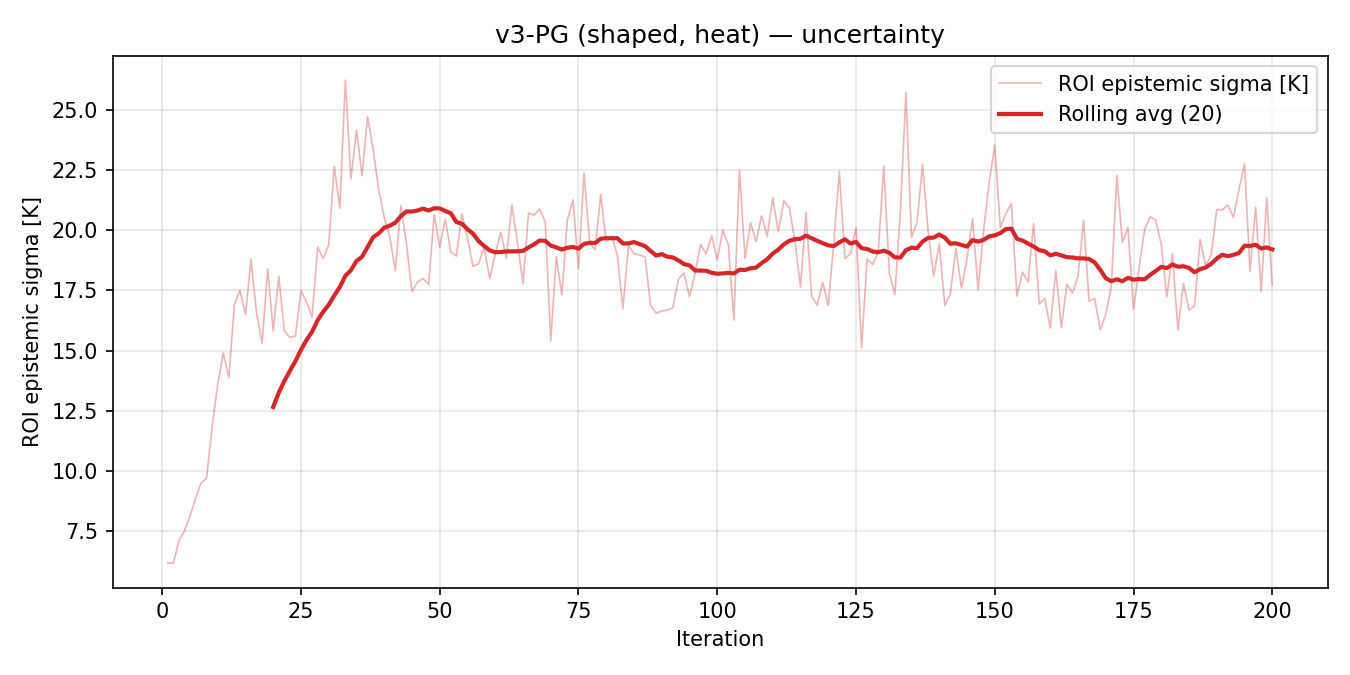 v3-PG (shaped, heat) — uncertainty
ROI epistemic sigma [K]
Rolling avg (20)
ROI epistemic sigma [K]
25.0
22.5
20.0
17.5
15.0
12.5
10.0
7.5
0 25 50 75 100 125 150 175 200
Iteration